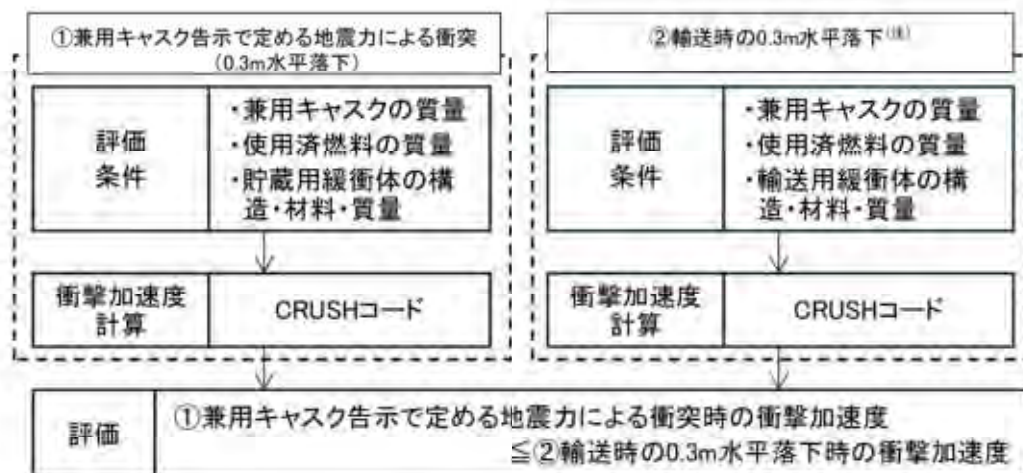 ①兼用キャスク告示で定める地震力による衝突
(0.3m水平落下)
評価
条件
・兼用キャスクの質量
・使用済燃料の質量
・貯蔵用緩衝体の構
造・材料・質量
衝撃加速度
計算
CRUSHコード
②輸送時の0.3m水平落下(注)
評価
条件
・兼用キャスクの質量
・使用済燃料の質量
・輸送用緩衝体の構
造・材料・質量
衝撃加速度
計算
CRUSHコード
評価
①兼用キャスク告示で定める地震力による衝突時の衝撃加速度
≦②輸送時の0.3m水平落下時の衝撃加速度